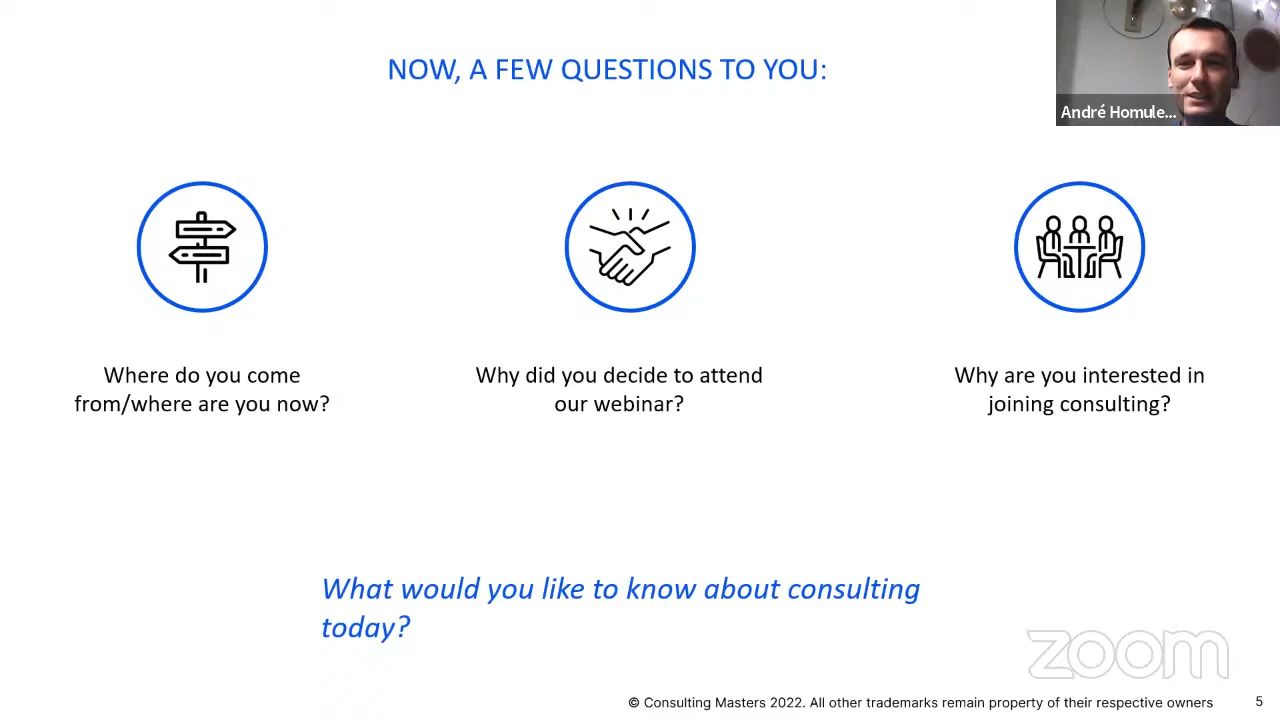 NOW, A FEW QUESTIONS TO YOU:
André Homule...
Where do you come
from/where are you now?
Why did you decide to attend
our webinar?
Why are you interested in
joining consulting?
What would you like to know about consulting
today?
zoom
© Consulting Masters 2022. All other trademarks remain property of their respective owners
5